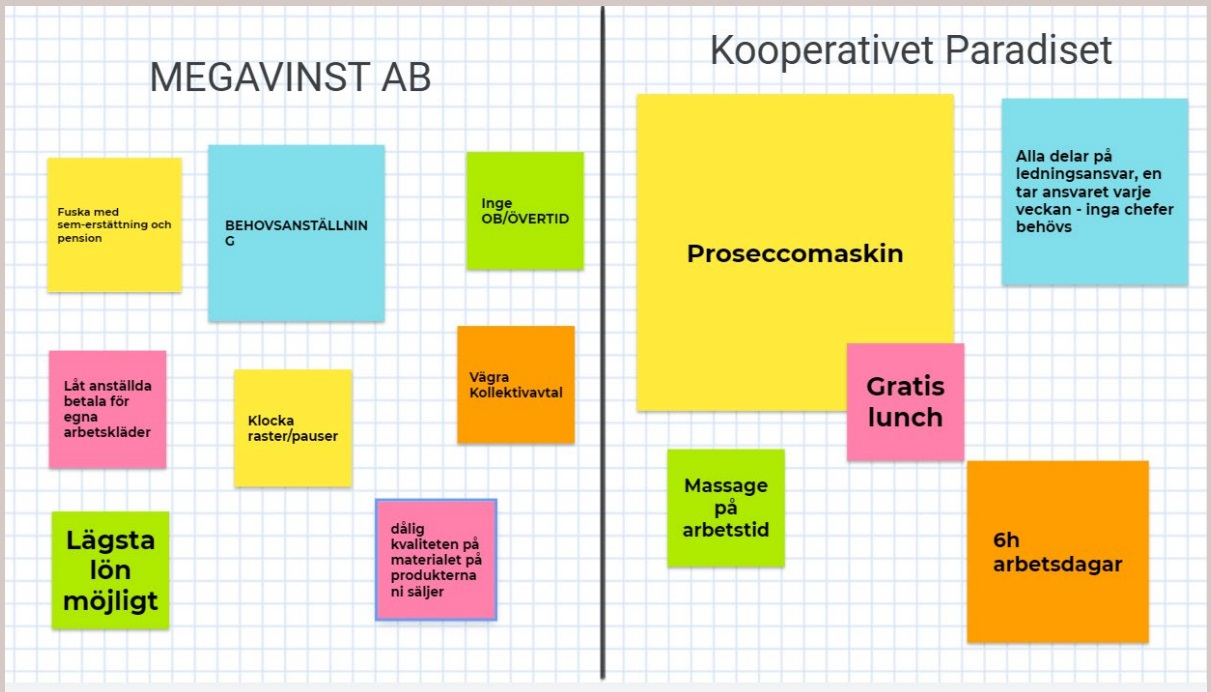 MEGAVINST AB
Fuska med
sem-erstättning och
pension
BEHOVSANSTÄLLNIN
G
Inge
OB/ÖVERTID
Låt anställda
betala för
egna
arbetskläder
Klocka
raster/pauser
Vägra
Kollektivavtal
Lägsta
lön
möjligt
dålig
kvaliteten på
materialet på
produkterna
ni säljer
Kooperativet Paradiset
Proseccomaskin
Alla delar på
ledningsansvar, en
tar ansvaret varje
veckan - inga chefer
behövs
Gratis
lunch
Massage
på
arbetstid
6h
arbetsdagar